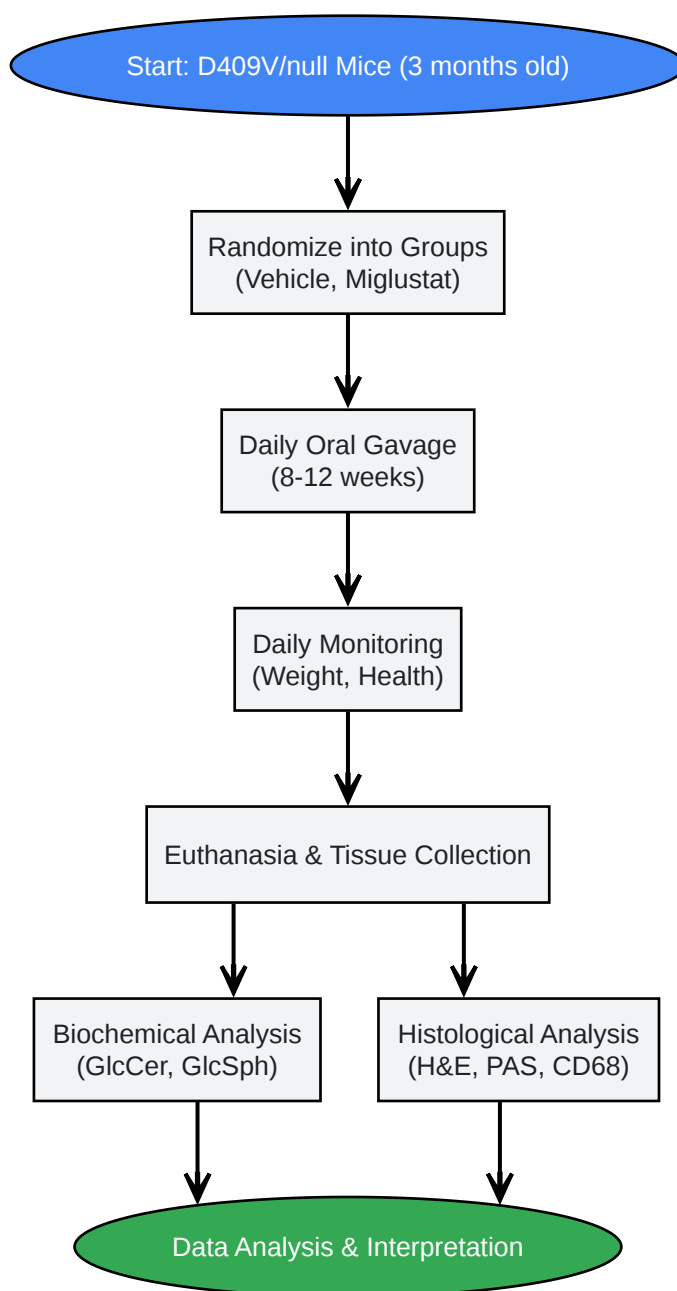 Start: D409V/null Mice (3 months old)
Randomize into Groups
(Vehicle, Miglustat)
Daily Oral Gavage
(8-12 weeks)
Daily Monitoring
(Weight, Health)
Euthanasia & Tissue Collection
Biochemical Analysis
(GlcCer, GlcSph)
Histological Analysis
(H&E, PAS, CD68)
Data Analysis & Interpretation